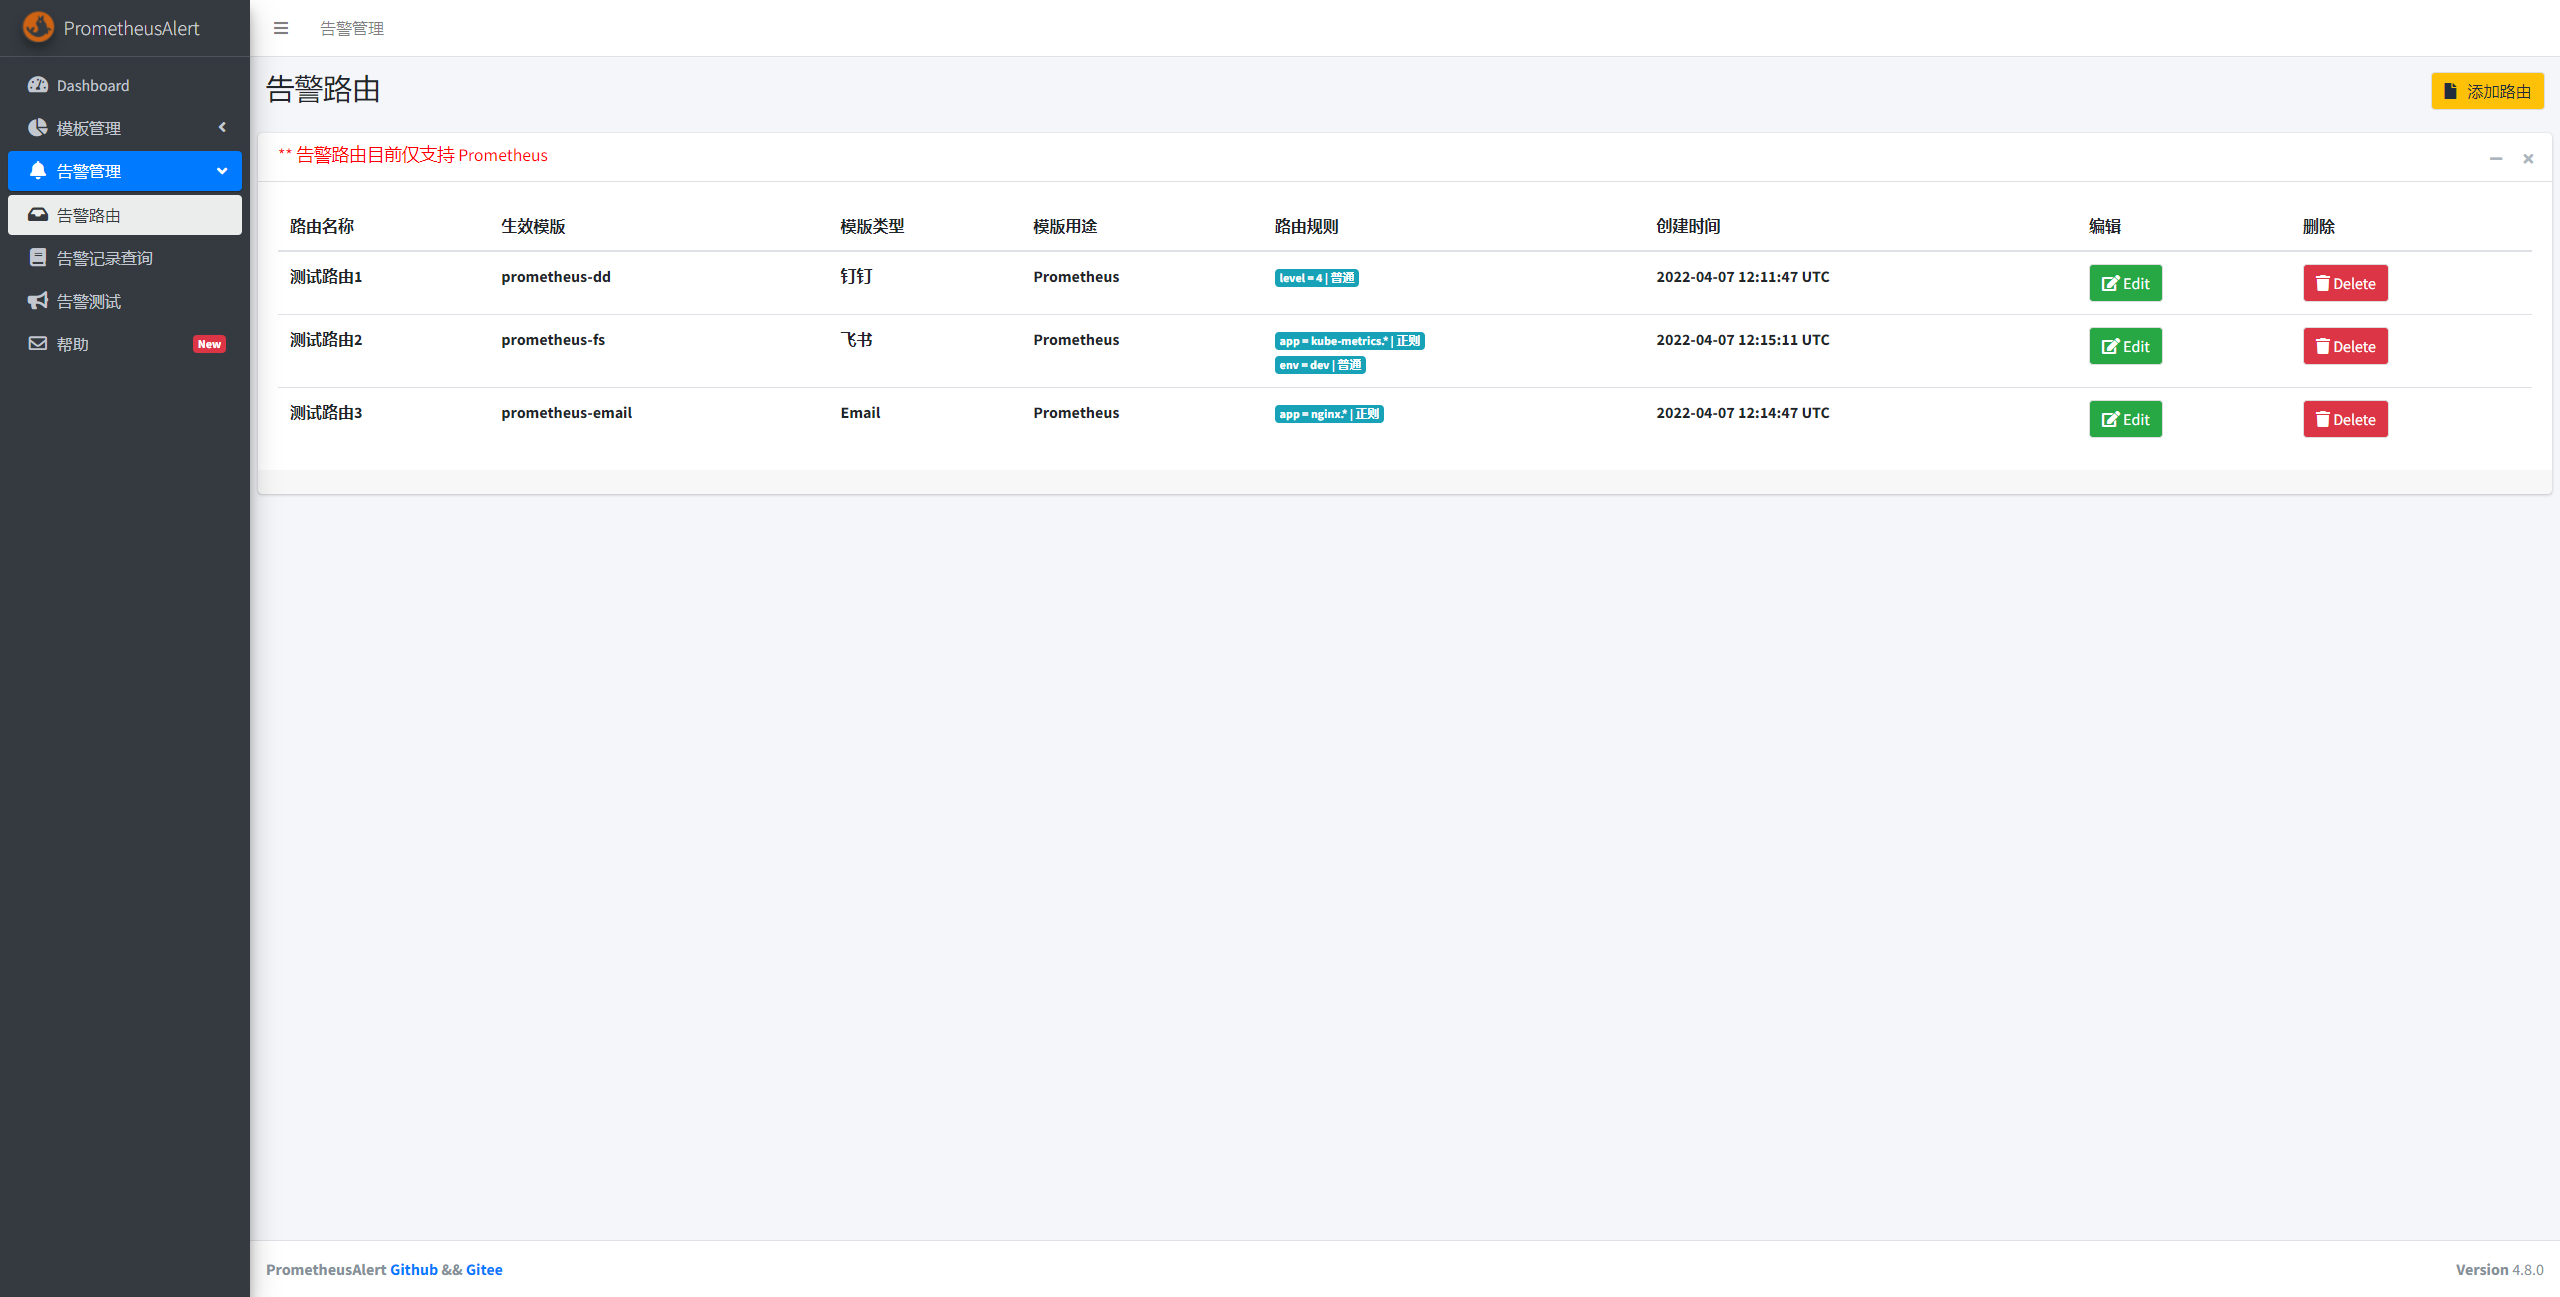 PrometheusAlert
告警管理
Dashboard
模板管理
告警管理
告警路由
告警记录查询
告警测试
帮助 New
告警路由
添加路由
** 告警路由目前仅支持 Prometheus
路由名称 生效模版 模版类型 模版用途 路由规则 创建时间 编辑 删除
测试路由1 prometheus-dd 钉钉 Prometheus level = 4 | 普通 2022-04-07 12:11:47 UTC Edit Delete
测试路由2 prometheus-fs 飞书 Prometheus app = kube-metrics.* | 正则 2022-04-07 12:15:11 UTC Edit Delete
env = dev | 普通
测试路由3 prometheus-email Email Prometheus app = nginx.* | 正则 2022-04-07 12:14:47 UTC Edit Delete
PrometheusAlert Github && Gitee
Version 4.8.0